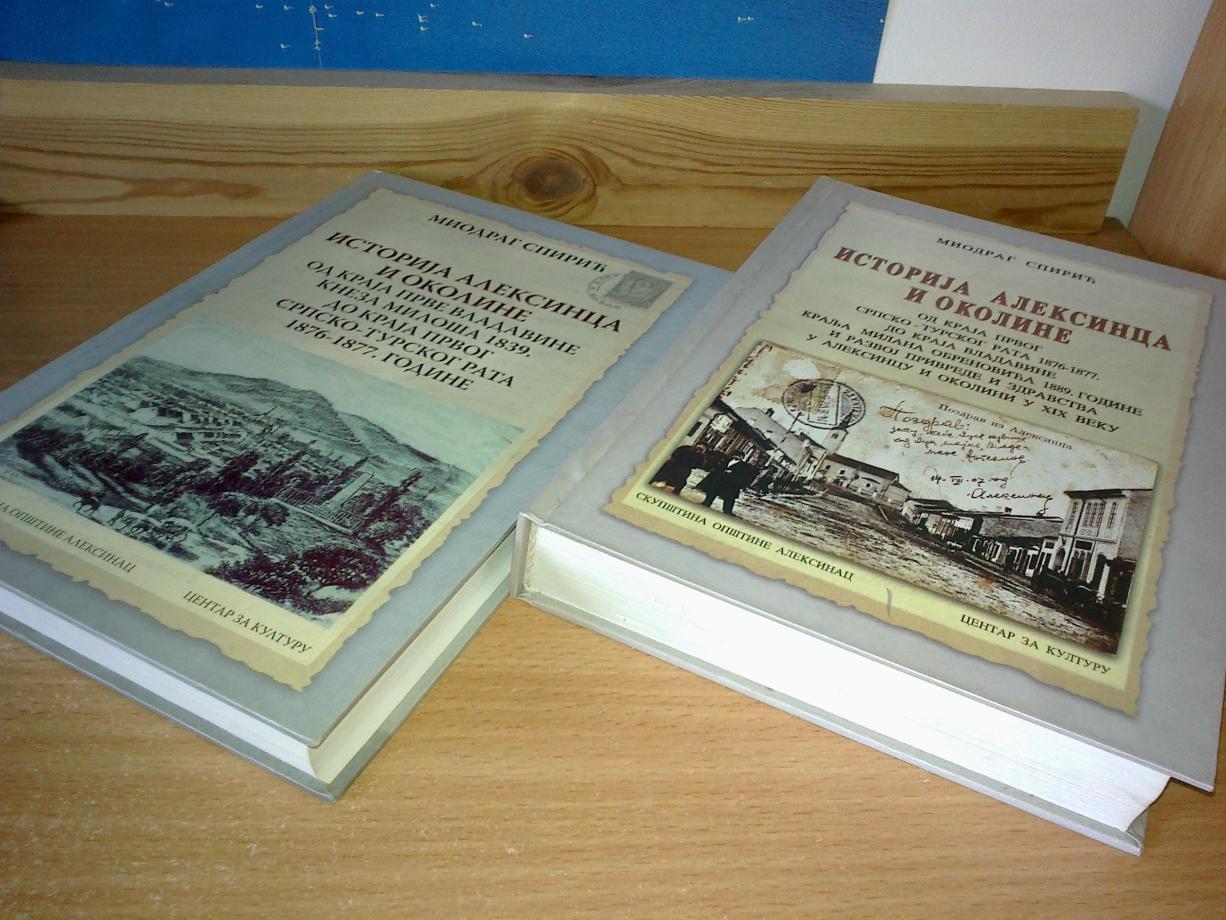 МИОДРАГ СПИРИЋ
ИСТОРИЈА АЛЕКСИНЦА
И ОКОЛИНЕ
ОД КРАЈА ПРВЕ ВЛАДАВИНЕ
КНЕЗА МИЛОША 1839.
ДО КРАЈА ПРВОГ
СРПСКО-ТУРСКОГ РАТА
1876-1877. ГОДИНЕ
ОПШТИНЕ АЛЕКСИНАЦ
ЦЕНТАР ЗА КУЛТУРУ
МИОДРАГ СПИРИЋ
ИСТОРИЈА АЛЕКСИНЦА
И ОКОЛИНЕ
ОД КРАЈА ПРВОГ
СРПСКО - ТУРСКОГ РАТА 1876-1877.
ДО КРАЈА ВЛАДАВИНЕ
КРАЉА МИЛАНА ОБРЕНОВИЋА 1889. ГОДИНЕ
И РАЗВОЈ ПРИВРЕДЕ И ЗДРАВСТВА
У АЛЕКСИНЦУ И ОКОЛИНИ У XIX ВЕКУ
Поздрав из Алексинца
Поздрав.
СКУПШТИНА ОПШТИНЕ АЛЕКСИНАЦ
ЦЕНТАР ЗА КУЛТУРУ